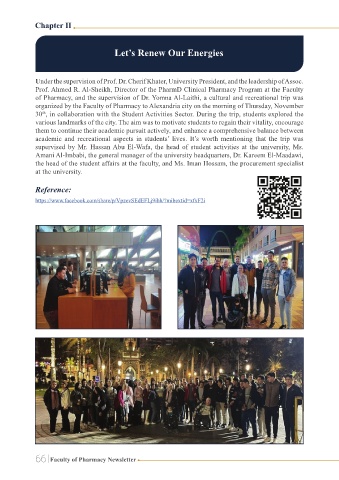 Chapter II
Let's Renew Our Energies
Under the supervision of Prof. Dr. Cherif Khater, University President, and the leadership of Assoc.
Prof. Ahmed R. Al-Sheikh, Director of the PharmD Clinical Pharmacy Program at the Faculty
of Pharmacy, and the supervision of Dr. Yomna Al-Laithi, a cultural and recreational trip was
organized by the Faculty of Pharmacy to Alexandria city on the morning of Thursday, November
30th, in collaboration with the Student Activities Sector. During the trip, students explored the
various landmarks of the city. The aim was to motivate students to regain their vitality, encourage
them to continue their academic pursuit actively, and enhance a comprehensive balance between
academic and recreational aspects in students' lives. It's worth mentioning that the trip was
supervised by Mr. Hassan Abu El-Wafa, the head of student activities at the university, Ms.
Amani Al-Imbabi, the general manager of the university headquarters, Dr. Kareem El-Maadawi,
the head of the student affairs at the faculty, and Ms. Iman Hossam, the procurement specialist
at the university.
Reference:
66 Faculty of Pharmacy Newsletter